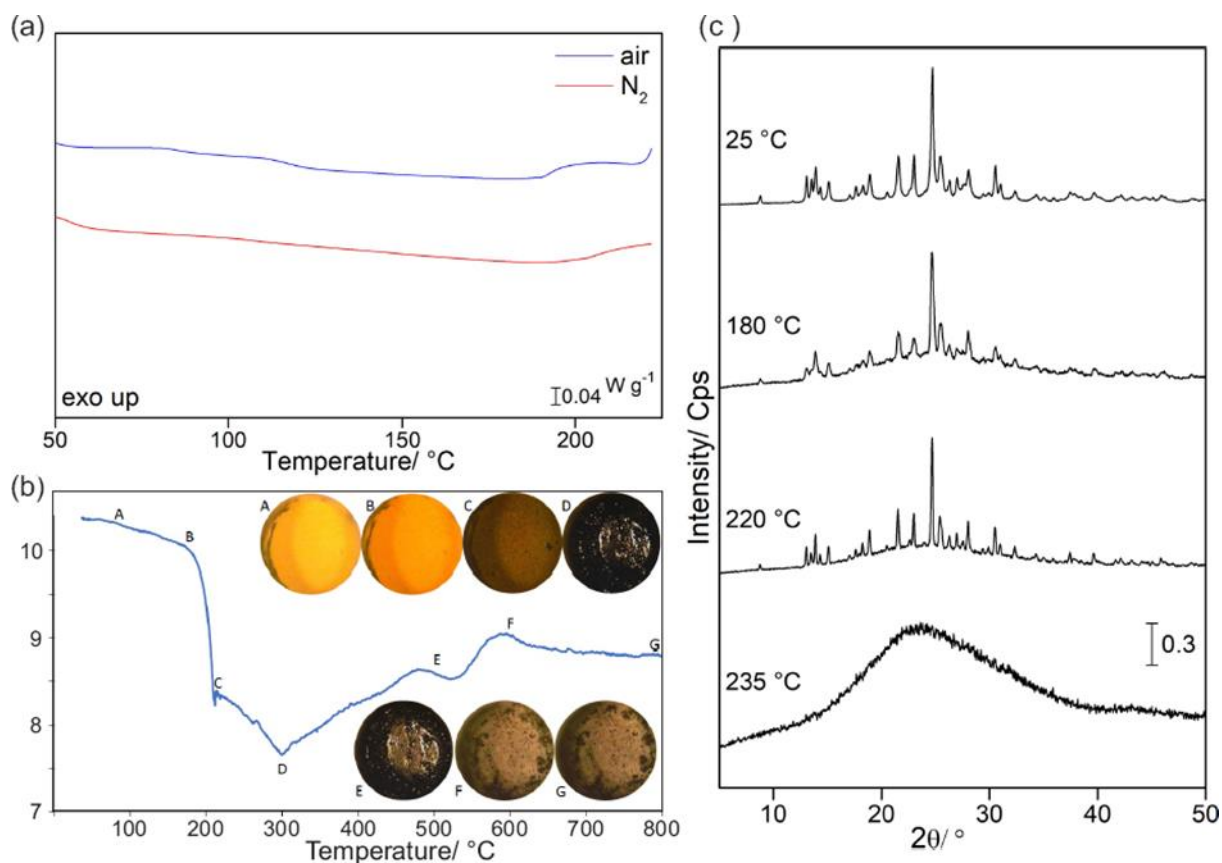 (a)
air
N₂
exo up
0.04 W g⁻¹
50 100 150 200
Temperature/ °C
(b)
10
9
8
7
A
B
C
D
E
F
G
A B C D
E F G
100 200 300 400 500 600 700 800
Temperature/ °C
(c )
25 °C
180 °C
220 °C
235 °C
0.3
Intensity/ Cps
10 20 30 40 50
2θ/ °